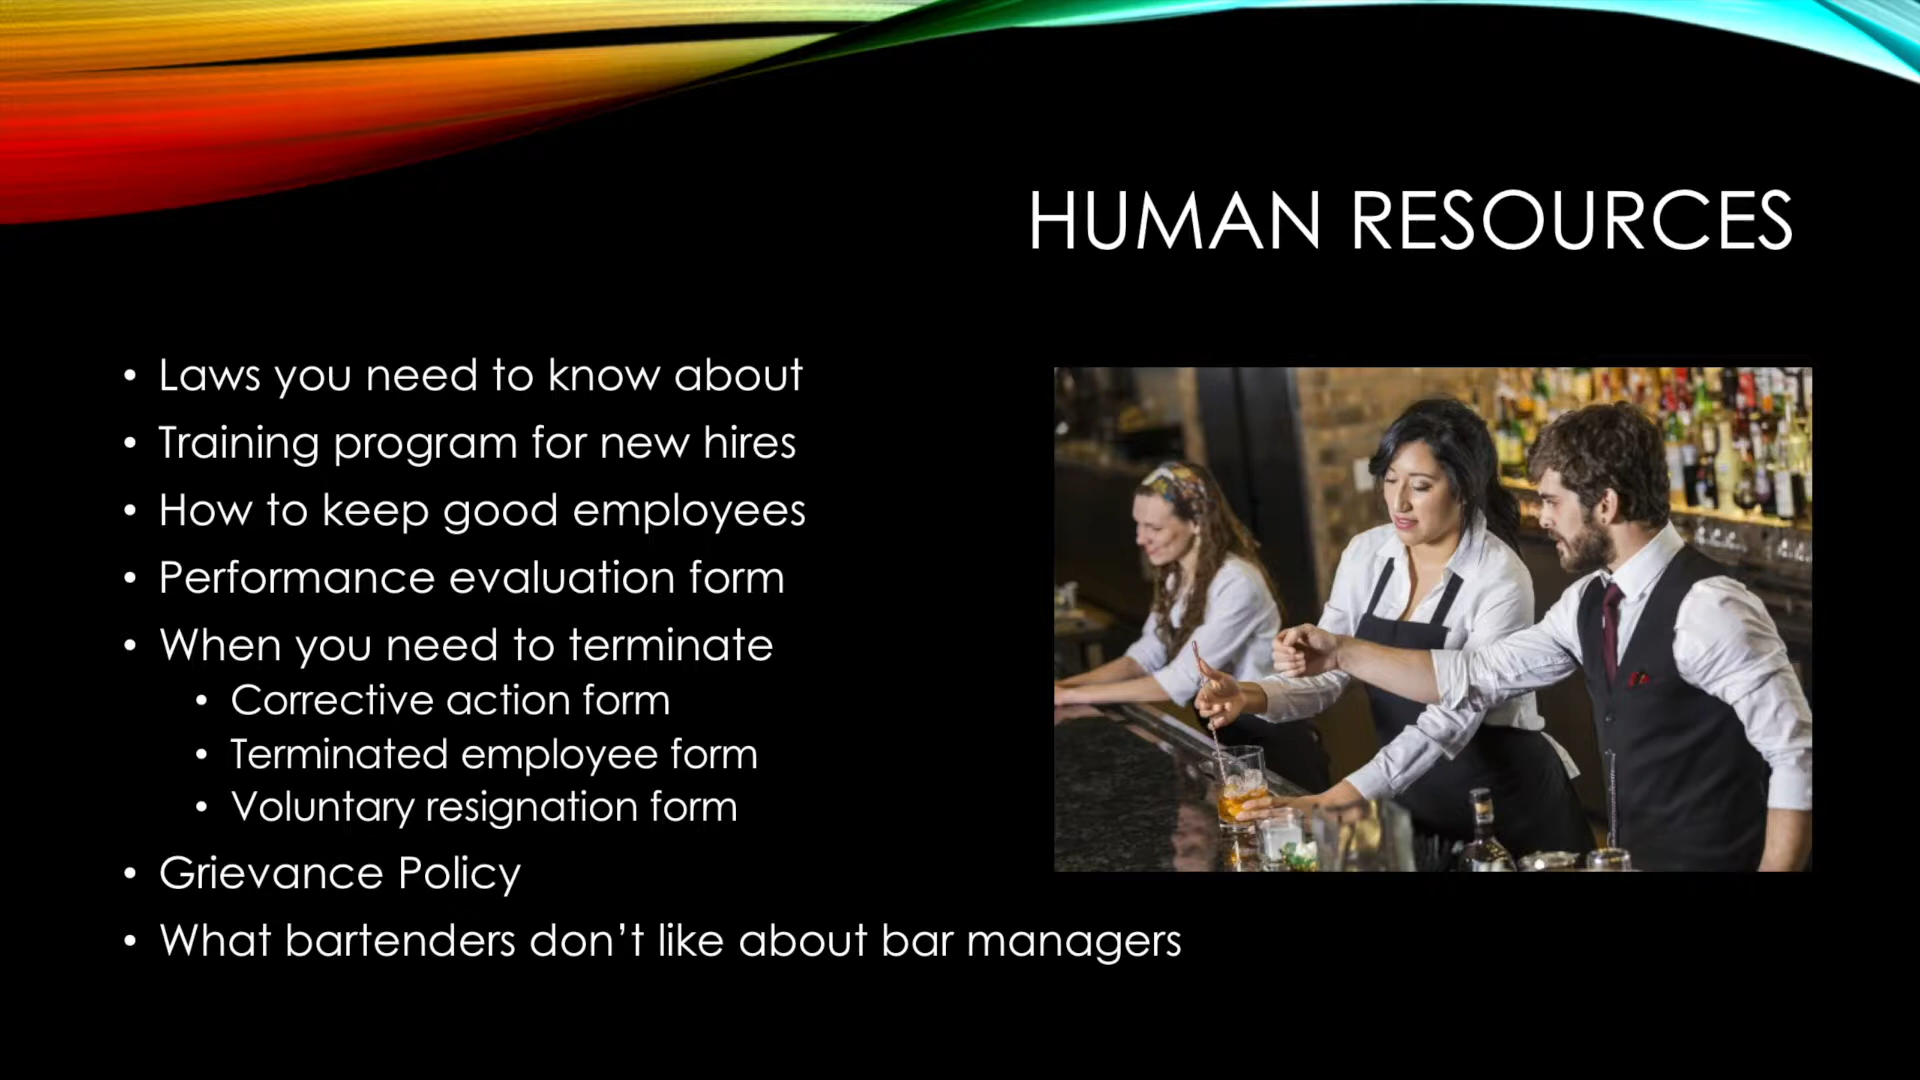 HUMAN RESOURCES
• Laws you need to know about
• Training program for new hires
• How to keep good employees
• Performance evaluation form
• When you need to terminate
• Corrective action form
• Terminated employee form
• Voluntary resignation form
• Grievance Policy
• What bartenders don’t like about bar managers